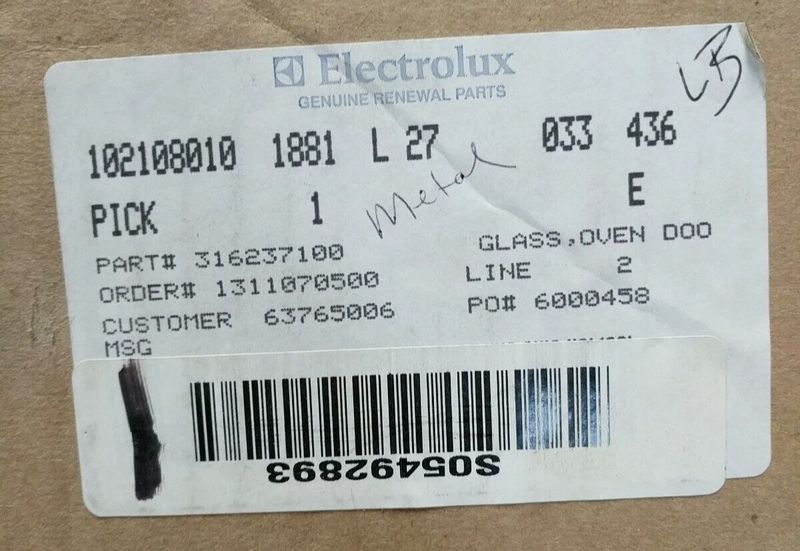 Electrolux
GENUINE RENEWAL PARTS
LB
102108010 1881 L 27 033 436
Metal
PICK 1 E
PART# 316237100 GLASS,OVEN DOO
ORDER# 1311070500 LINE 2
CUSTOMER 63765006 PO# 6000458
MSG
S05492893